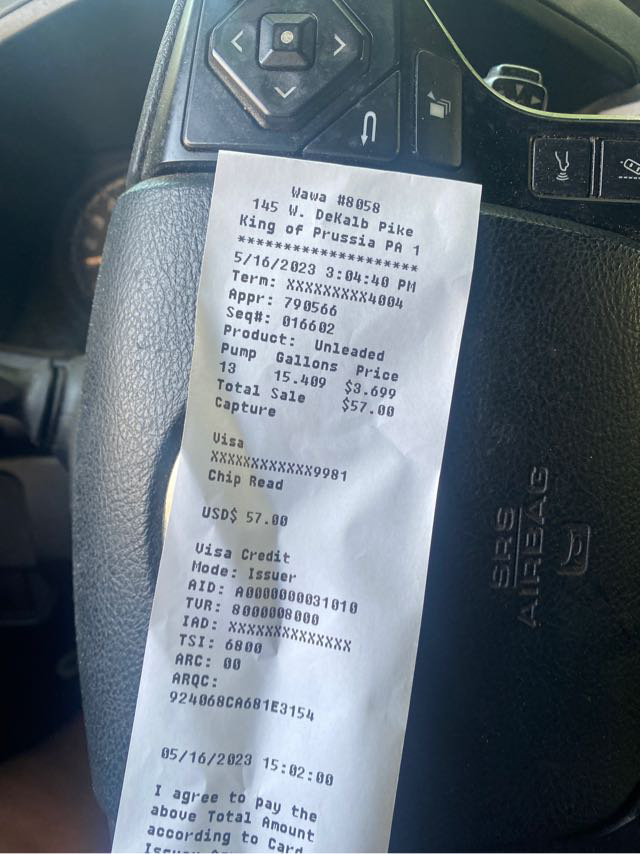 Wawa #8058
145 W. DeKalb Pike
King of Prussia PA 1
********************
5/16/2023 3:04:40 PM
Term: XXXXXXXXX4004
Appr: 790566
Seq#: 016602
Product: Unleaded
Pump Gallons Price
13 15.409 $3.699
Total Sale $57.00
Capture
Visa
XXXXXXXXXXXX9981
Chip Read
USD$ 57.00
Visa Credit
Mode: Issuer
AID: A0000000031010
TVR: 8000008000
IAD: XXXXXXXXXXXXXX
TSI: 6800
ARC: 00
ARQC:
924068CA681E3154
05/16/2023 15:02:00
I agree to pay the
above Total Amount
according to Card
SRS
AIRBAG